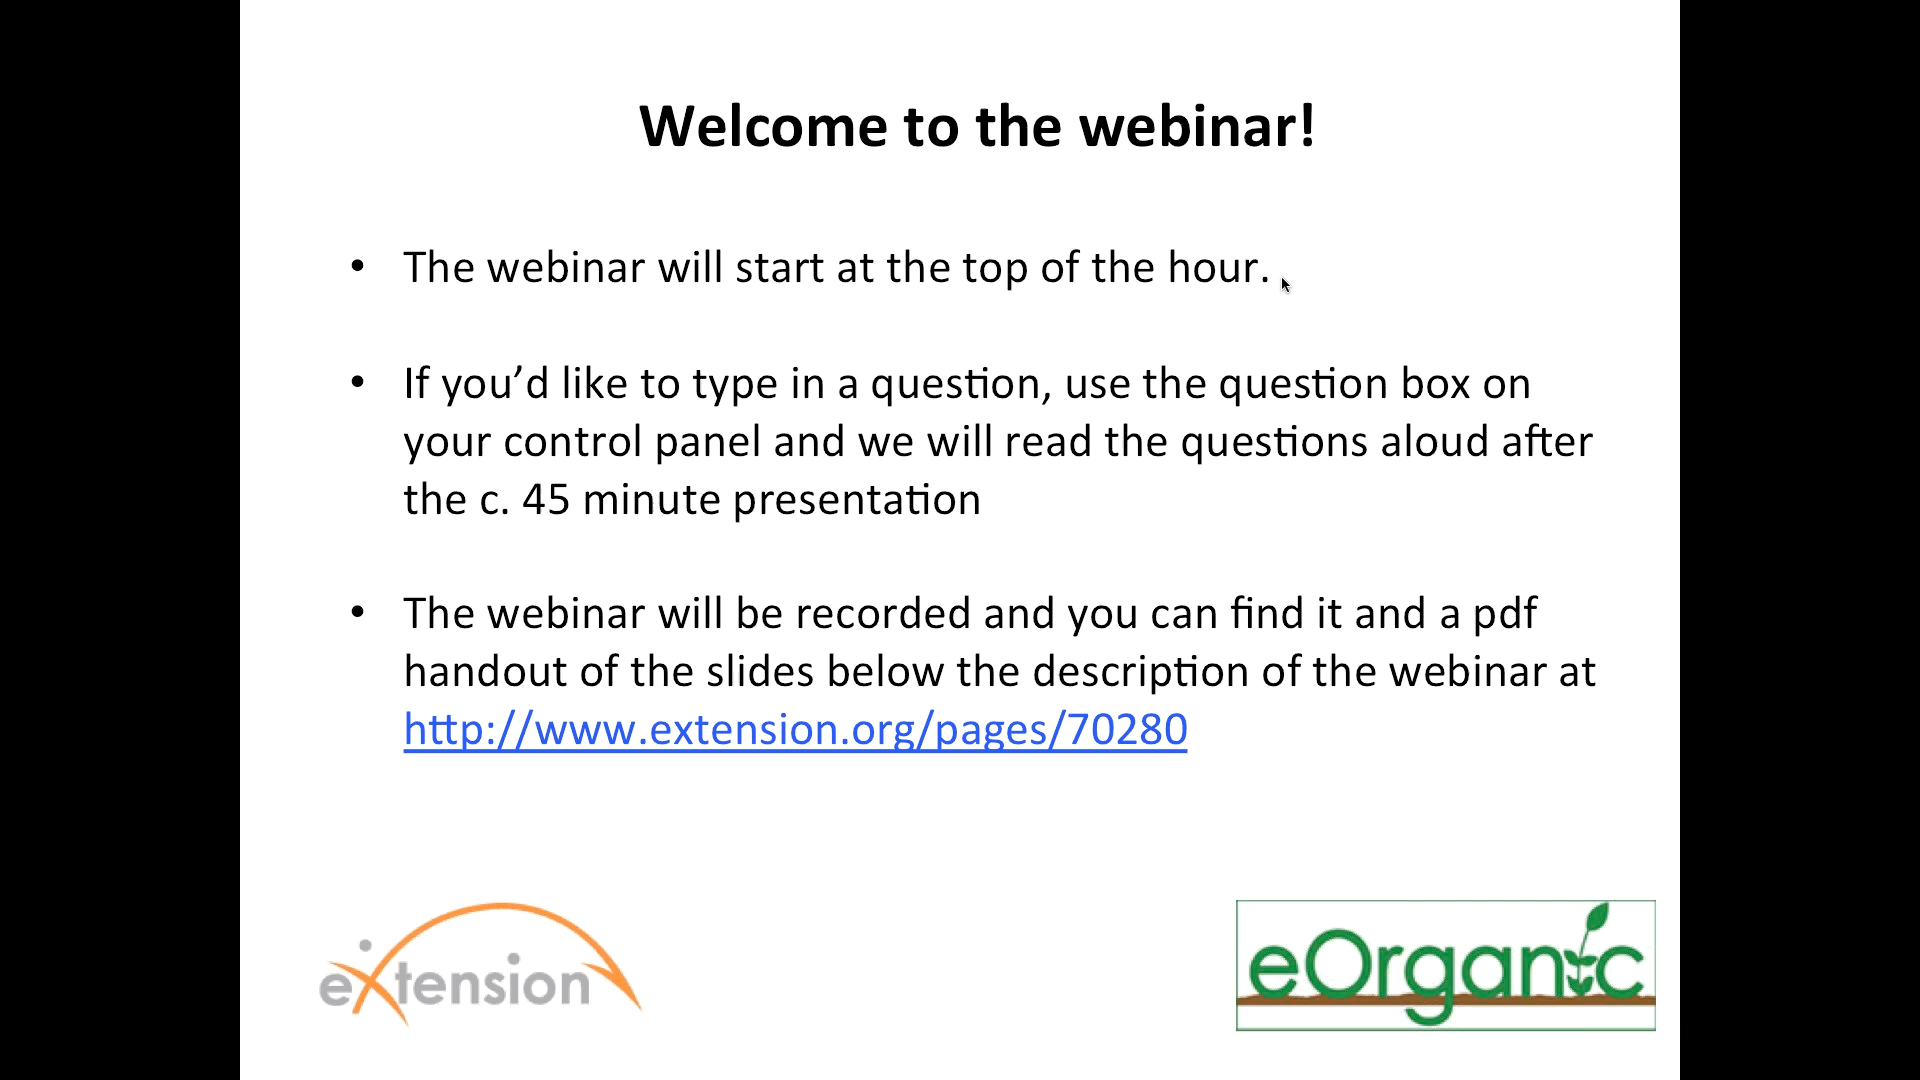 Welcome to the webinar!
• The webinar will start at the top of the hour.
• If you’d like to type in a question, use the question box on
your control panel and we will read the questions aloud after
the c. 45 minute presentation
• The webinar will be recorded and you can find it and a pdf
handout of the slides below the description of the webinar at
http://www.extension.org/pages/70280
eXtension
eOrganic